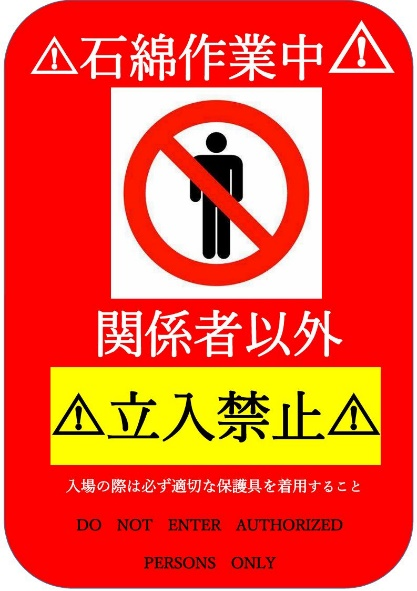 ⚠石綿作業中⚠
関係者以外
⚠立入禁止⚠
入場の際は必ず適切な保護具を着用すること
DO NOT ENTER AUTHORIZED
PERSONS ONLY